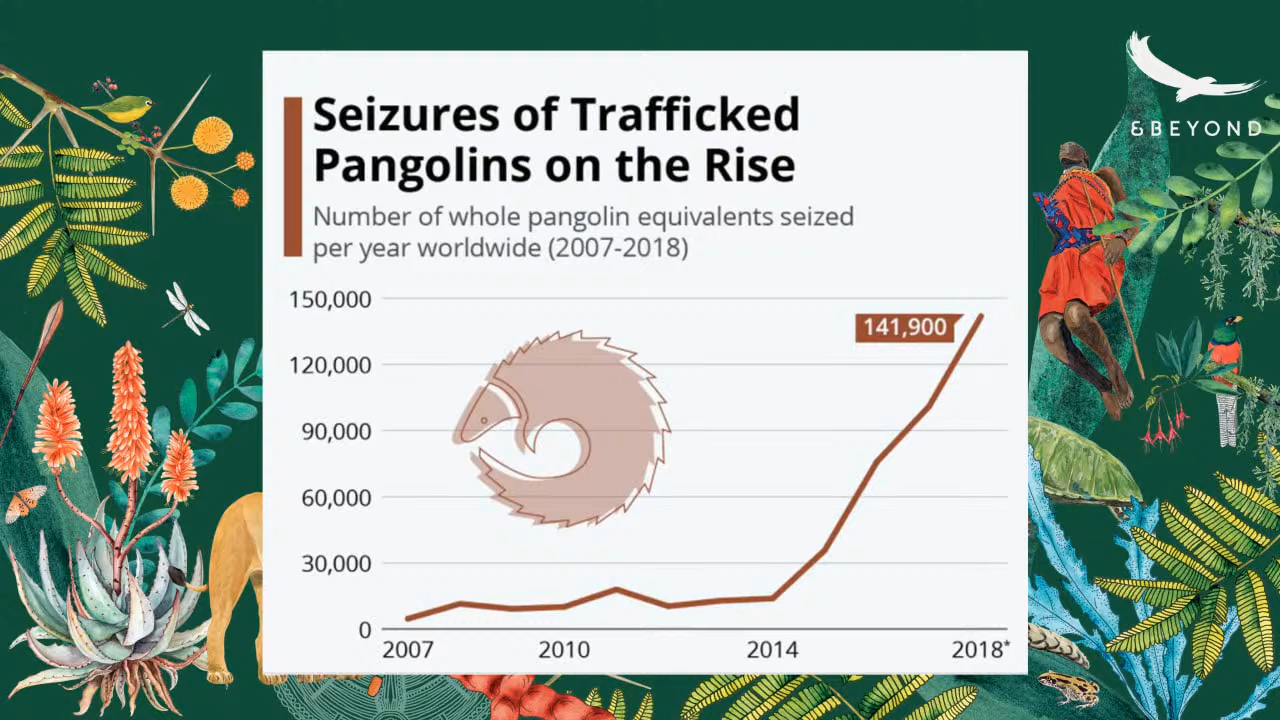 &BEYOND
Seizures of Trafficked
Pangolins on the Rise
Number of whole pangolin equivalents seized
per year worldwide (2007-2018)
150,000
141,900
120,000
90,000
60,000
30,000
0
2007 2010 2014 2018*